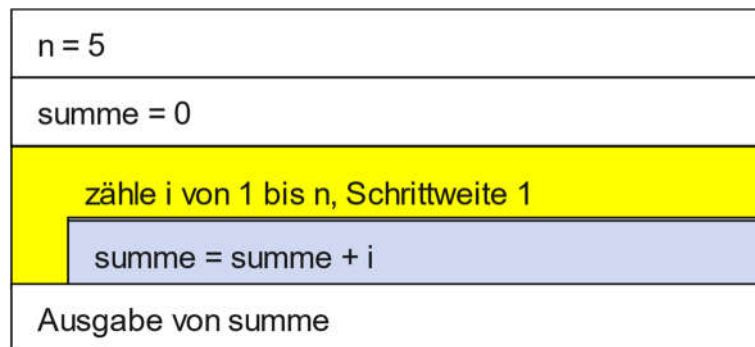 n = 5
summe = 0
zähle i von 1 bis n, Schrittweite 1
summe = summe + i
Ausgabe von summe